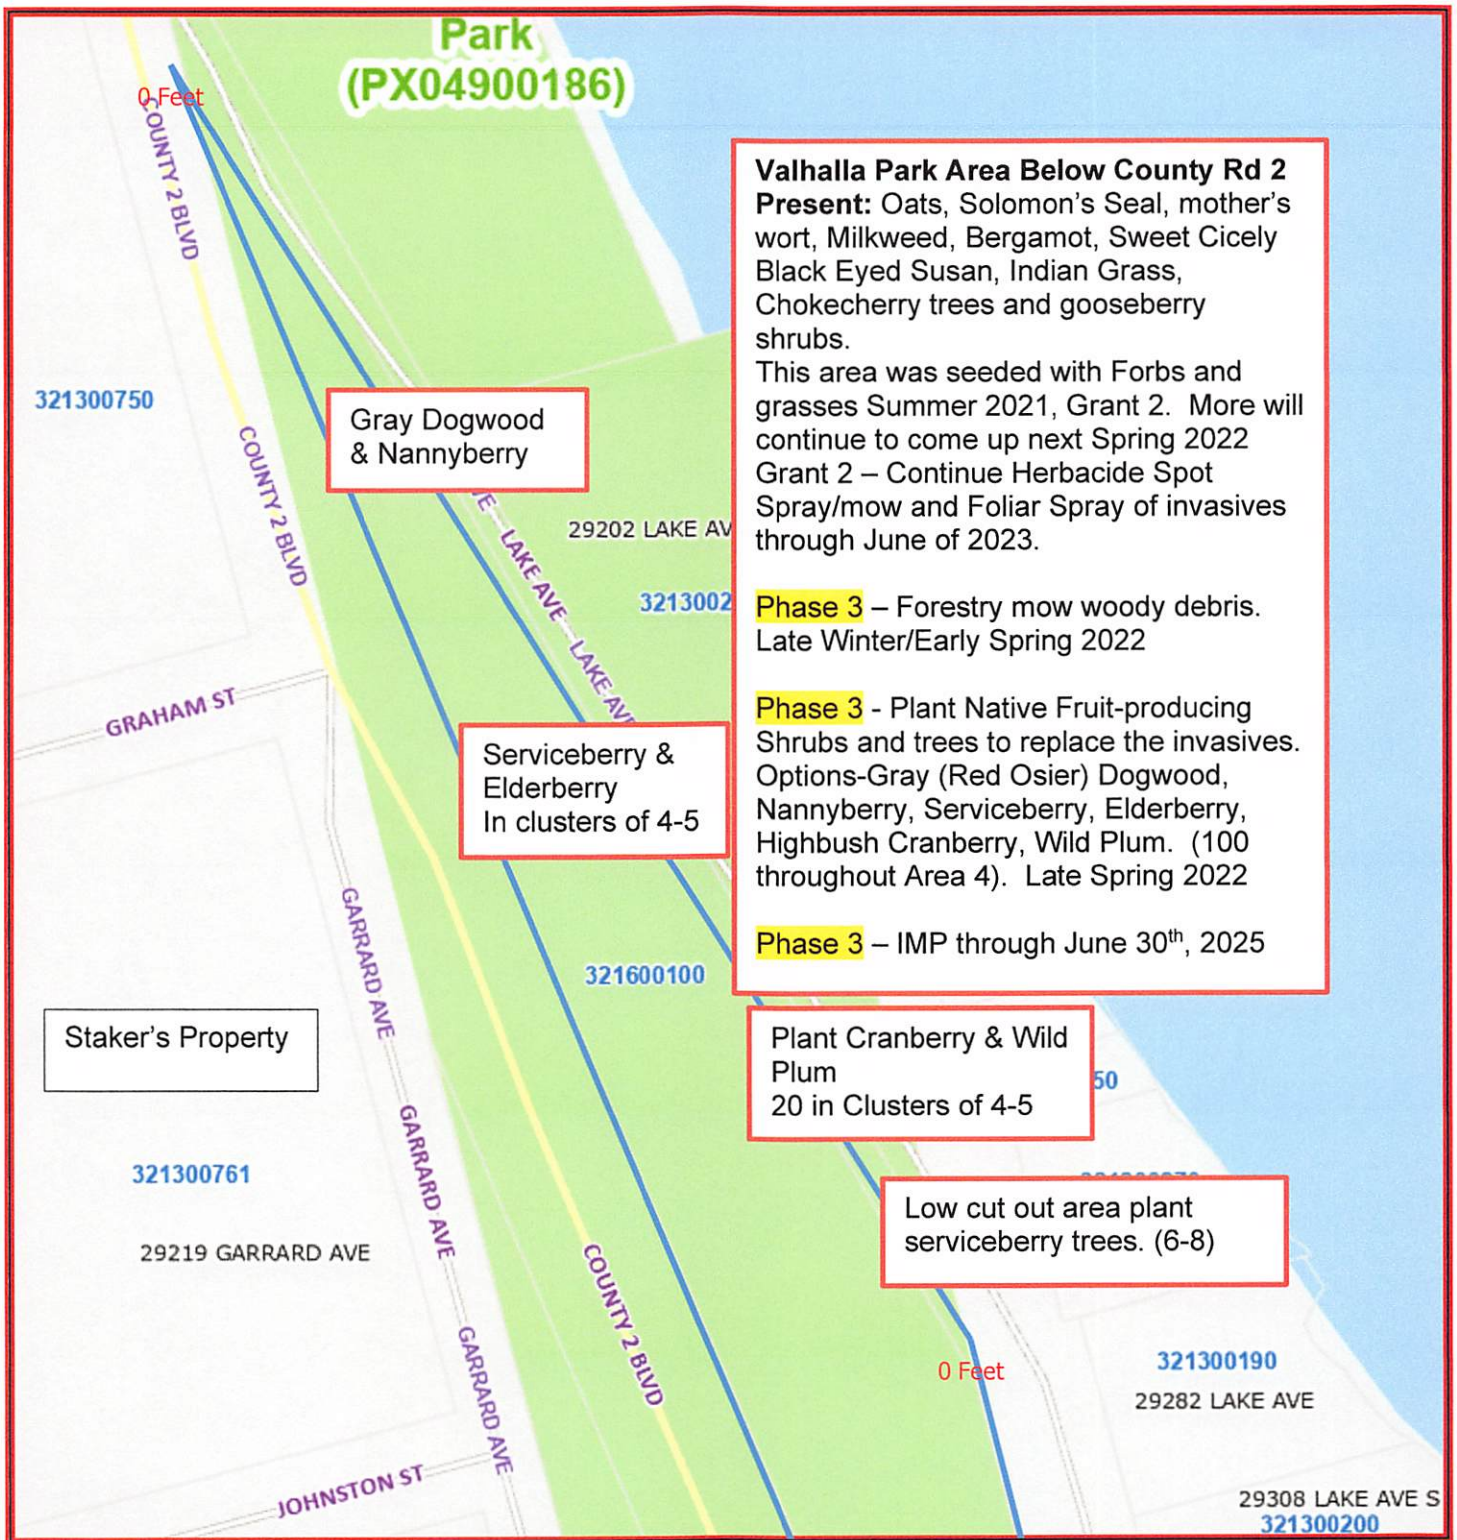 Park
(PX04900186)
0 Feet
COUNTY 2 BLVD
Valhalla Park Area Below County Rd 2
Present: Oats, Solomon's Seal, mother's
wort, Milkweed, Bergamot, Sweet Cicely
Black Eyed Susan, Indian Grass,
Chokecherry trees and gooseberry
shrubs.
This area was seeded with Forbs and
grasses Summer 2021, Grant 2.  More will
continue to come up next Spring 2022
Grant 2 – Continue Herbacide Spot
Spray/mow and Foliar Spray of invasives
through June of 2023.
Phase 3 – Forestry mow woody debris.
Late Winter/Early Spring 2022
Phase 3 - Plant Native Fruit-producing
Shrubs and trees to replace the invasives.
Options-Gray (Red Osier) Dogwood,
Nannyberry, Serviceberry, Elderberry,
Highbush Cranberry, Wild Plum.  (100
throughout Area 4).  Late Spring 2022
Phase 3 – IMP through June 30th, 2025
321300750
Gray Dogwood
& Nannyberry
COUNTY 2 BLVD
LAKE AVE
LAKE AVE
29202 LAKE AV
3213002
GRAHAM ST
Serviceberry &
Elderberry
In clusters of 4-5
GARRARD AVE
321600100
Staker's Property
Plant Cranberry & Wild
Plum
20 in Clusters of 4-5
50
GARRARD AVE
321300761
29219 GARRARD AVE
Low cut out area plant
serviceberry trees. (6-8)
COUNTY 2 BLVD
GARRARD AVE
0 Feet
321300190
29282 LAKE AVE
JOHNSTON ST
29308 LAKE AVE S
321300200